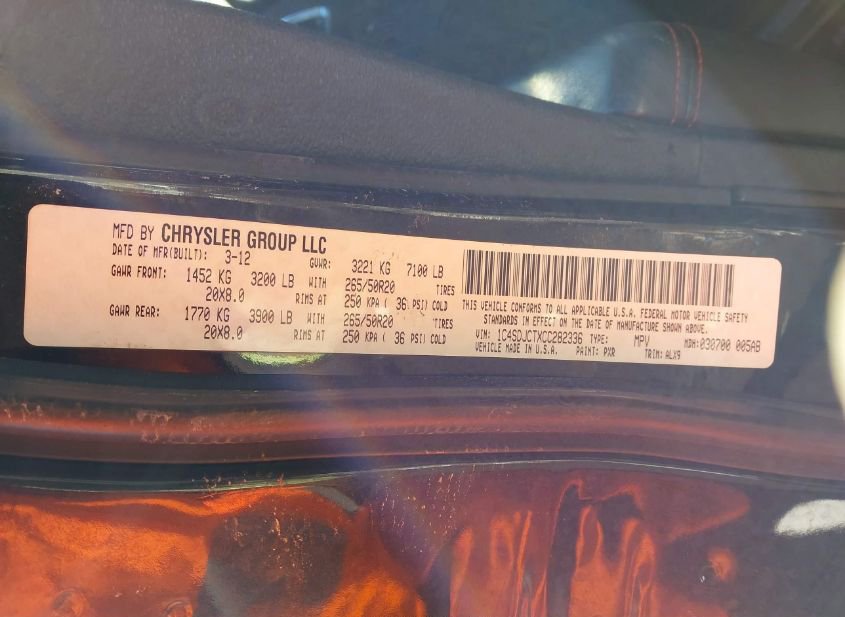 MFD BY CHRYSLER GROUP LLC
DATE OF MFR(BUILT): 3-12 GVWR: 3221 KG 7100 LB
GAWR FRONT: 1452 KG 3200 LB WITH 265/50R20 TIRES
20X8.0 RIMS AT 250 KPA ( 36 PSI) COLD
GAWR REAR: 1770 KG 3900 LB WITH 265/50R20 TIRES
20X8.0 RIMS AT 250 KPA ( 36 PSI) COLD
THIS VEHICLE CONFORMS TO ALL APPLICABLE U.S.A. FEDERAL MOTOR VEHICLE SAFETY
STANDARDS IN EFFECT ON THE DATE OF MANUFACTURE SHOWN ABOVE.
VIN: 1C4SDJCTXCC282336 TYPE: MPV MDH: 030700 005AB
VEHICLE MADE IN U.S.A. PAINT: PXR TRIM: ALX9